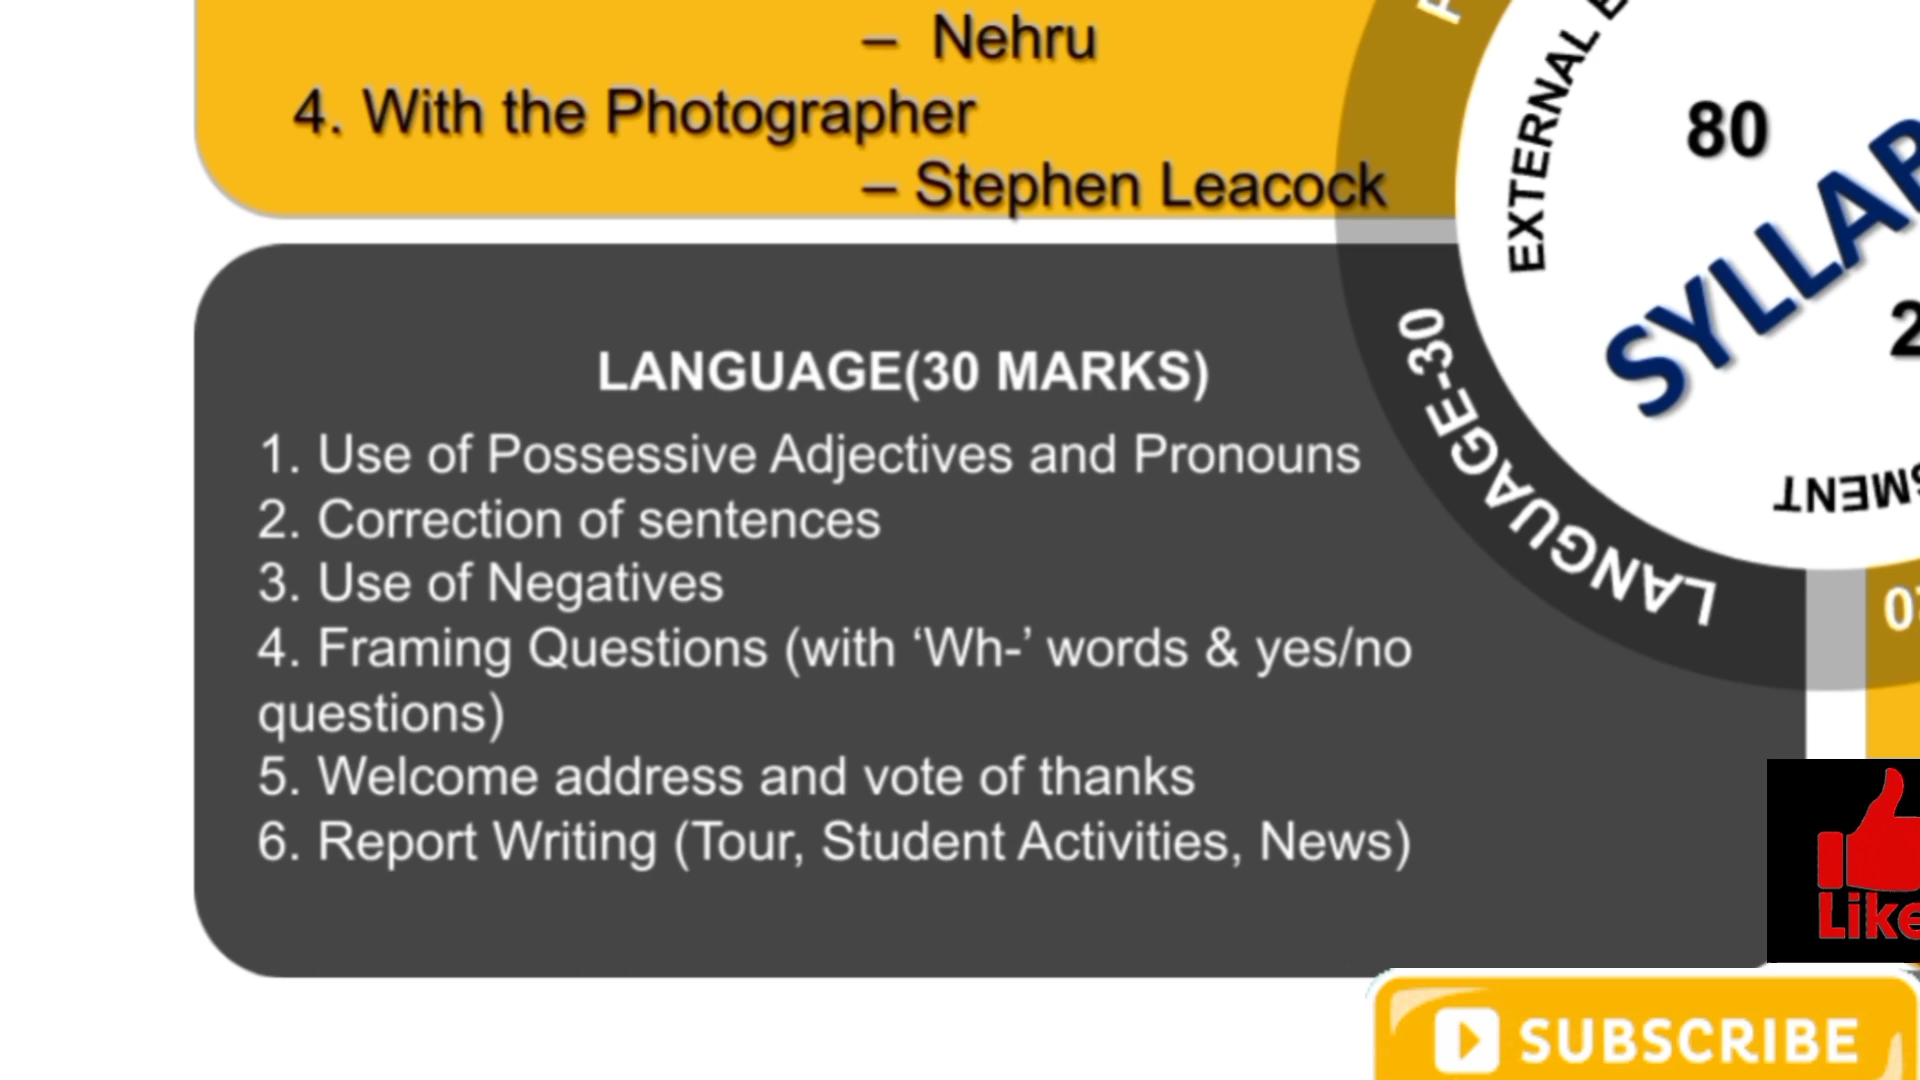 – Nehru
4. With the Photographer
– Stephen Leacock
LANGUAGE(30 MARKS)
1. Use of Possessive Adjectives and Pronouns
2. Correction of sentences
3. Use of Negatives
4. Framing Questions (with ‘Wh-’ words & yes/no
questions)
5. Welcome address and vote of thanks
6. Report Writing (Tour, Student Activities, News)
LANGUAGE-30
EXTERNAL
80
Like
SUBSCRIBE